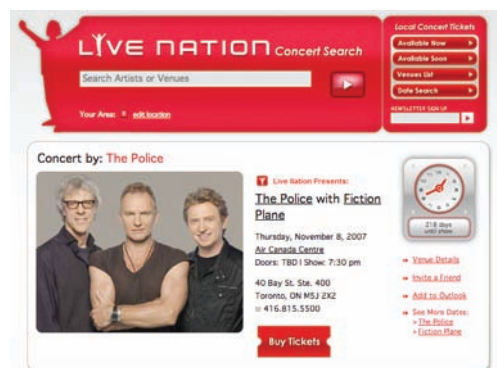 LIVE NATION Concert Search
Search Artists or Venues
Your Area: edit location
Local Concert Tickets
Available Now
Available Soon
Venues List
Date Search
NEWSLETTER SIGN UP
Concert by: The Police
Live Nation Presents:
The Police with Fiction
Plane
Thursday, November 8, 2007
Air Canada Centre
Doors: TBD | Show: 7:30 pm
40 Bay St. Ste. 400
Toronto, ON M5J 2X2
416.815.5500
Buy Tickets
218 days
until show
Venue Details
Invite a Friend
Add to Outlook
See More Dates:
> The Police
> Fiction Plane